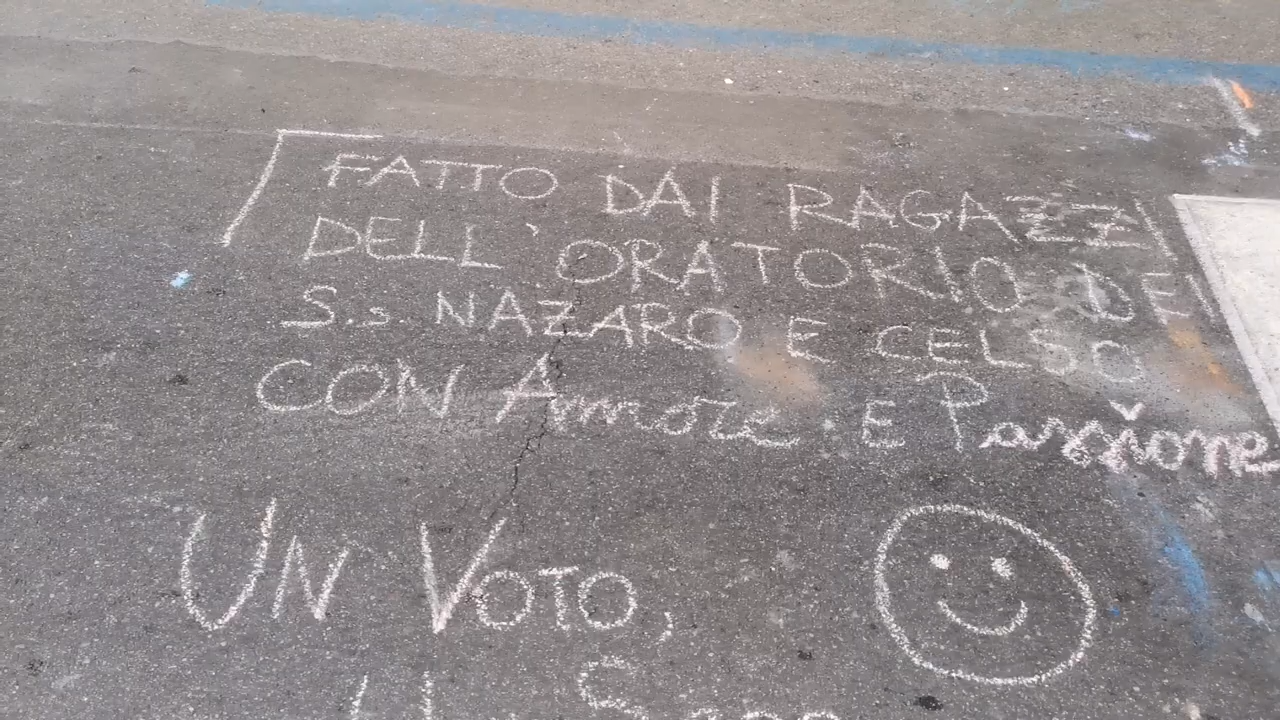 FATTO DAI RAGAZZI
DELL'ORATORIO DEI
S.s NAZARO E CELSO
CON Amore E Passione
UN VOTO,